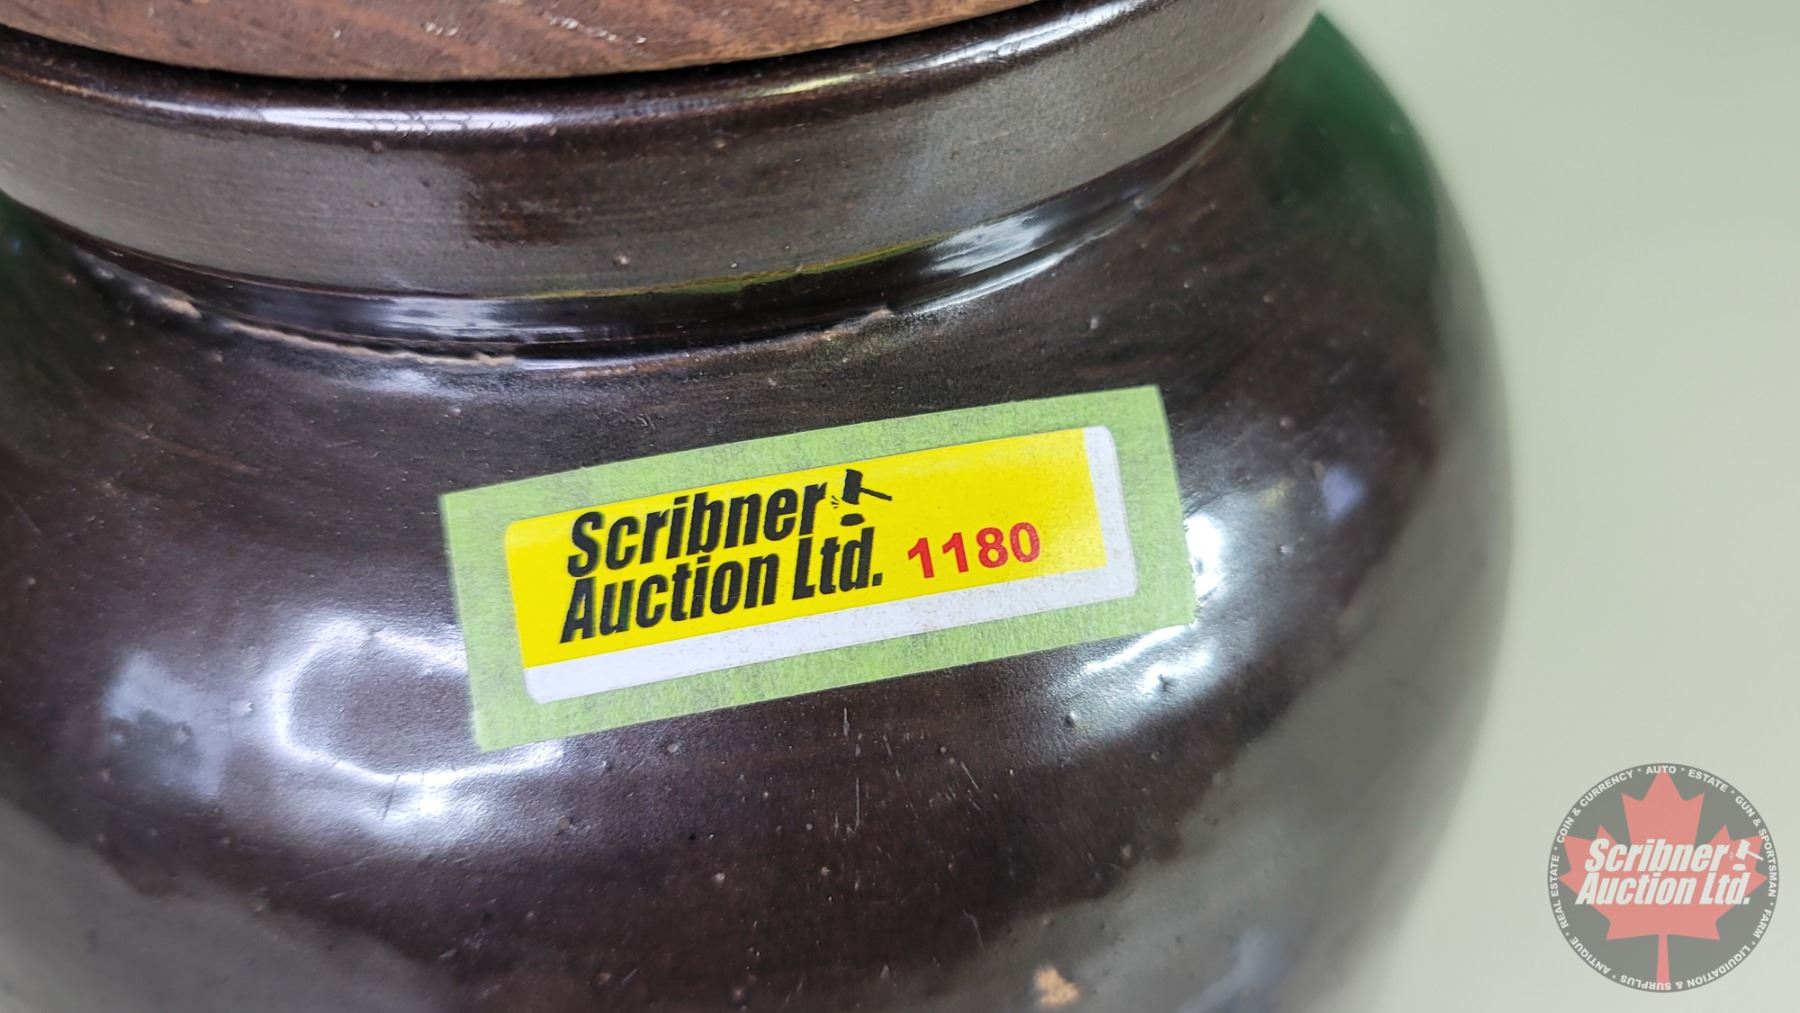 Scribner
Auction Ltd. 1180
COIN & CURRENCY * AUTO * ESTATE * GUN & SPORTSMAN * FARM * LIQUIDATION & SURPLUS * ANTIQUE * REAL ESTATE *
Scribner
Auction Ltd.